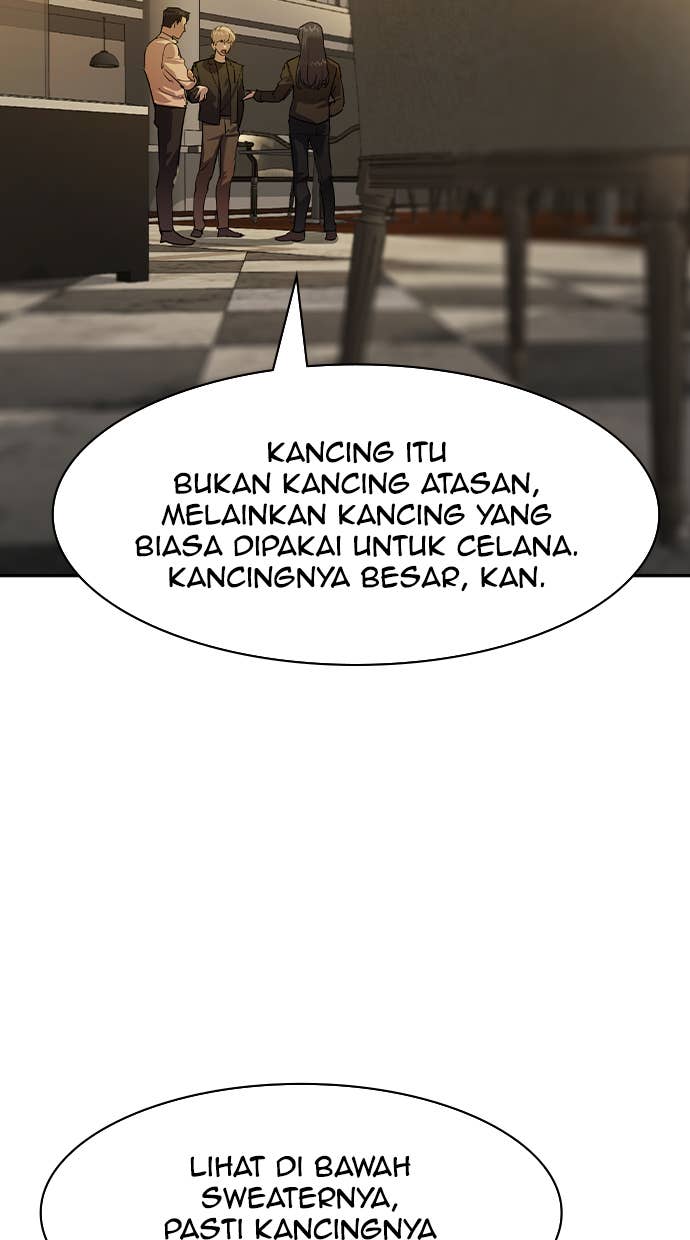 KANCING ITU
BUKAN KANCING ATASAN,
MELAINKAN KANCING YANG
BIASA DIPAKAI UNTUK CELANA.
KANCINGNYA BESAR, KAN.
LIHAT DI BAWAH
SWEATERNYA,
PASTI KANCINGNYA